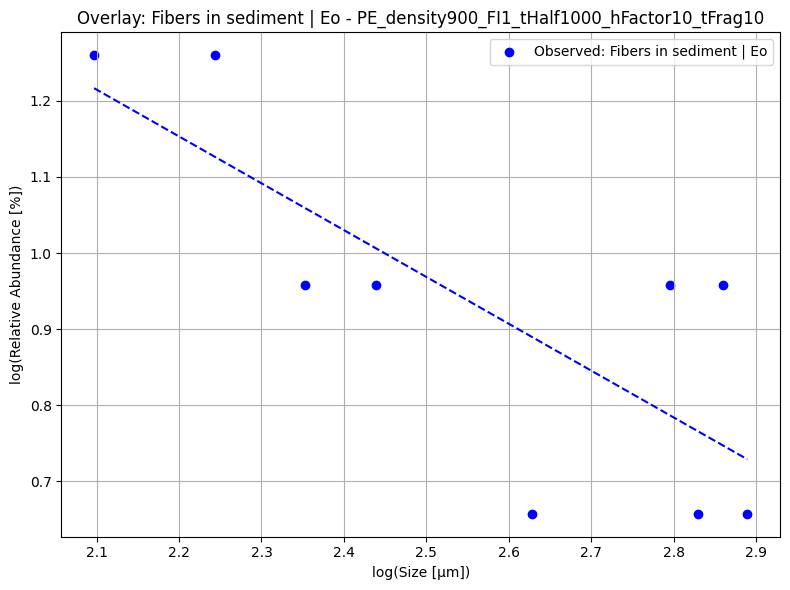 Overlay: Fibers in sediment | Eo - PE_density900_FI1_tHalf1000_hFactor10_tFrag10
Observed: Fibers in sediment | Eo
log(Relative Abundance [%])
1.2
1.1
1.0
0.9
0.8
0.7
2.1 2.2 2.3 2.4 2.5 2.6 2.7 2.8 2.9
log(Size [µm])